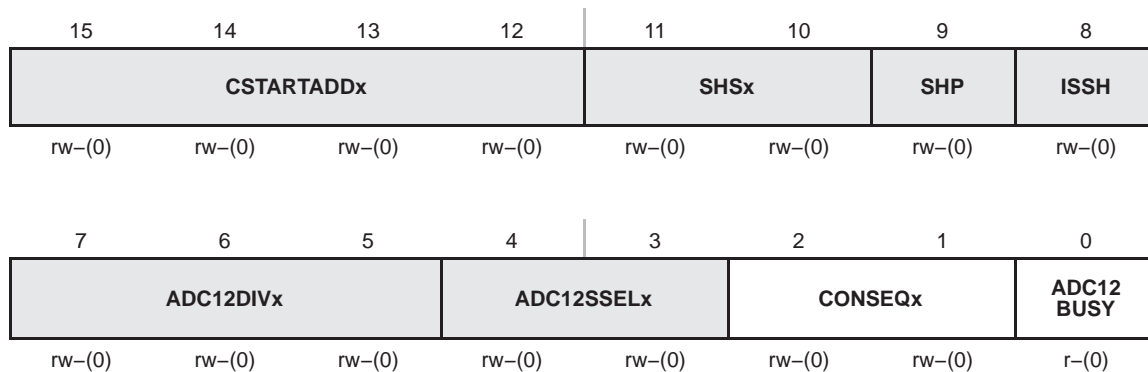 15 14 13 12 11 10 9 8
CSTARTADDx SHSx SHP ISSH
rw−(0) rw−(0) rw−(0) rw−(0) rw−(0) rw−(0) rw−(0) rw−(0)
7 6 5 4 3 2 1 0
ADC12DIVx ADC12SSELx CONSEQx ADC12
BUSY
rw−(0) rw−(0) rw−(0) rw−(0) rw−(0) rw−(0) rw−(0) r−(0)